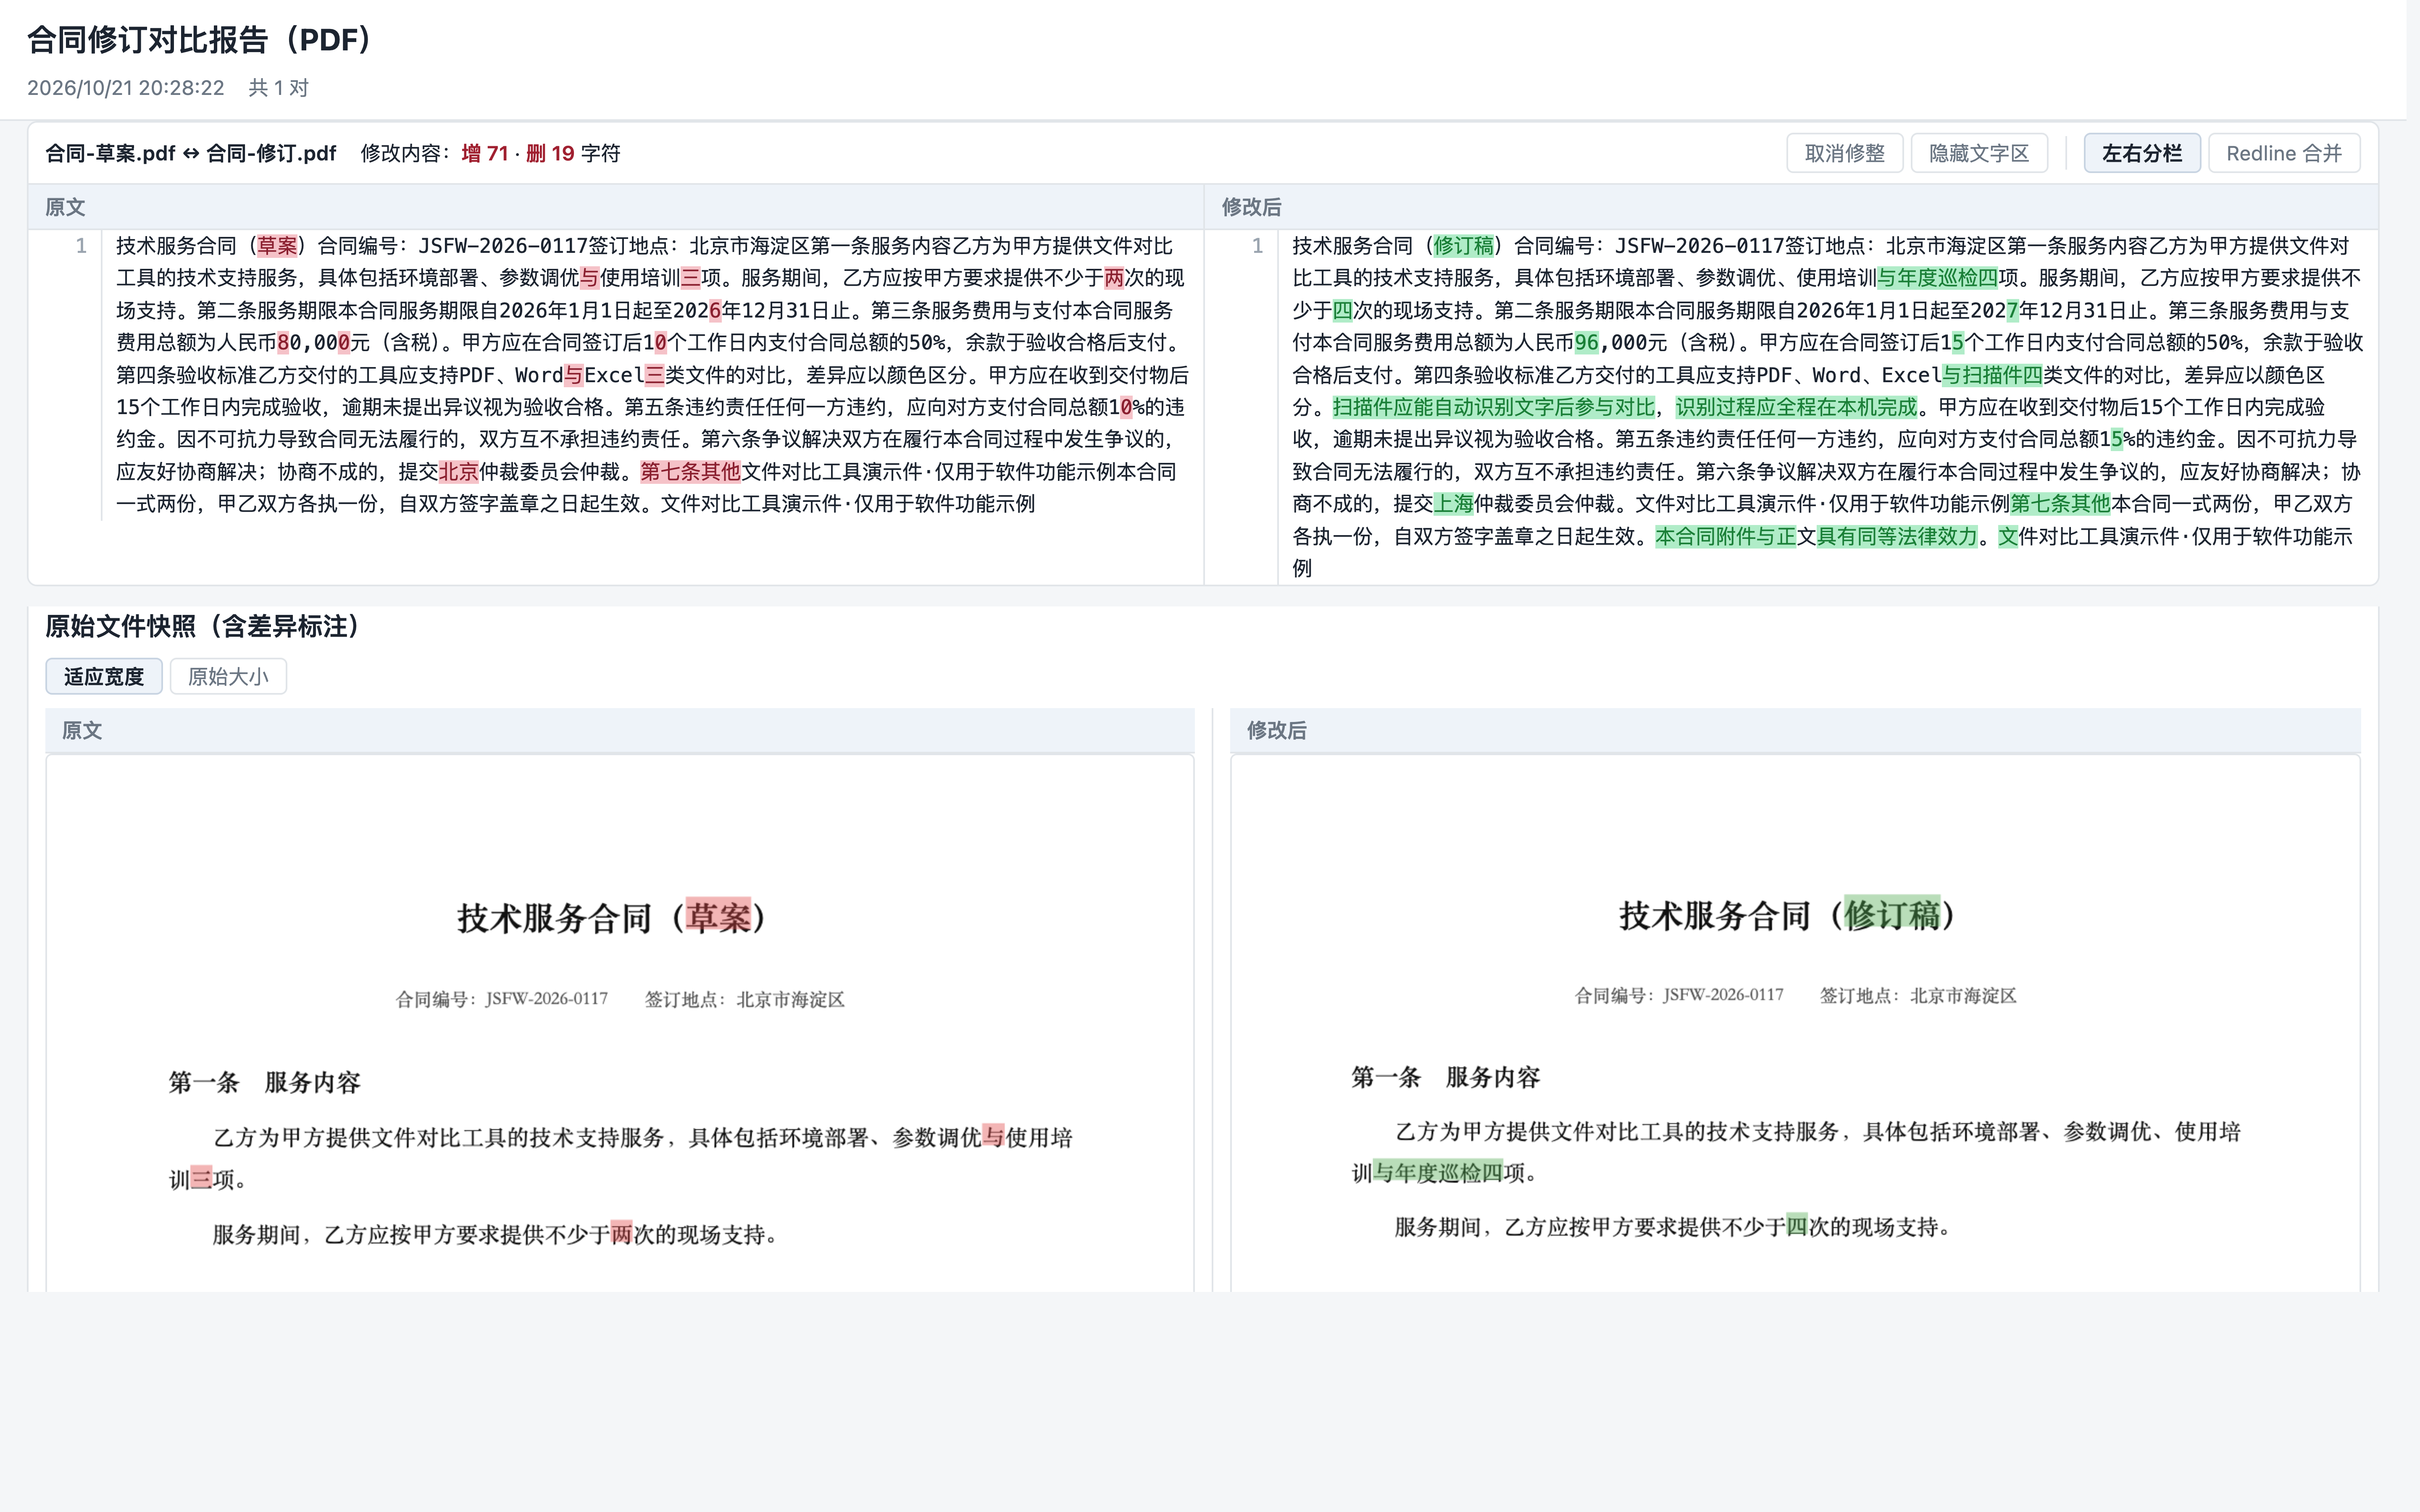 合同修订对比报告（PDF）
2026/10/21 20:28:22 共 1 对
合同-草案.pdf ↔ 合同-修订.pdf 修改内容：增 71 · 删 19 字符
取消修整 隐藏文字区 左右分栏 Redline 合并
原文
1
技术服务合同（草案）合同编号：JSFW-2026-0117签订地点：北京市海淀区第一条服务内容乙方为甲方提供文件对比
工具的技术支持服务，具体包括环境部署、参数调优与使用培训三项。服务期间，乙方应按甲方要求提供不少于两次的现
场支持。第二条服务期限本合同服务期限自2026年1月1日起至2026年12月31日止。第三条服务费用与支付本合同服务
费用总额为人民币80,000元（含税）。甲方应在合同签订后10个工作日内支付合同总额的50%，余款于验收合格后支付。
第四条验收标准乙方交付的工具应支持PDF、Word与Excel三类文件的对比，差异应以颜色区分。甲方应在收到交付物后
15个工作日内完成验收，逾期未提出异议视为验收合格。第五条违约责任任何一方违约，应向对方支付合同总额10%的违
约金。因不可抗力导致合同无法履行的，双方互不承担违约责任。第六条争议解决双方在履行本合同过程中发生争议的，
应友好协商解决；协商不成的，提交北京仲裁委员会仲裁。第七条其他文件对比工具演示件·仅用于软件功能示例本合同
一式两份，甲乙双方各执一份，自双方签字盖章之日起生效。文件对比工具演示件·仅用于软件功能示例
修改后
1
技术服务合同（修订稿）合同编号：JSFW-2026-0117签订地点：北京市海淀区第一条服务内容乙方为甲方提供文件对
比工具的技术支持服务，具体包括环境部署、参数调优、使用培训与年度巡检四项。服务期间，乙方应按甲方要求提供不
少于四次的现场支持。第二条服务期限本合同服务期限自2026年1月1日起至2027年12月31日止。第三条服务费用与支
付本合同服务费用总额为人民币96,000元（含税）。甲方应在合同签订后15个工作日内支付合同总额的50%，余款于验收
合格后支付。第四条验收标准乙方交付的工具应支持PDF、Word、Excel与扫描件四类文件的对比，差异应以颜色区
分。扫描件应能自动识别文字后参与对比，识别过程应全程在本机完成。甲方应在收到交付物后15个工作日内完成验
收，逾期未提出异议视为验收合格。第五条违约责任任何一方违约，应向对方支付合同总额15%的违约金。因不可抗力导
致合同无法履行的，双方互不承担违约责任。第六条争议解决双方在履行本合同过程中发生争议的，应友好协商解决；协
商不成的，提交上海仲裁委员会仲裁。文件对比工具演示件·仅用于软件功能示例第七条其他本合同一式两份，甲乙双方
各执一份，自双方签字盖章之日起生效。本合同附件与正文具有同等法律效力。文件对比工具演示件·仅用于软件功能示
例
原始文件快照（含差异标注）
适应宽度 原始大小
原文
技术服务合同（草案）
合同编号：JSFW-2026-0117 签订地点：北京市海淀区
第一条 服务内容
乙方为甲方提供文件对比工具的技术支持服务，具体包括环境部署、参数调优与使用培
训三项。
服务期间，乙方应按甲方要求提供不少于两次的现场支持。
修改后
技术服务合同（修订稿）
合同编号：JSFW-2026-0117 签订地点：北京市海淀区
第一条 服务内容
乙方为甲方提供文件对比工具的技术支持服务，具体包括环境部署、参数调优、使用培
训与年度巡检四项。
服务期间，乙方应按甲方要求提供不少于四次的现场支持。